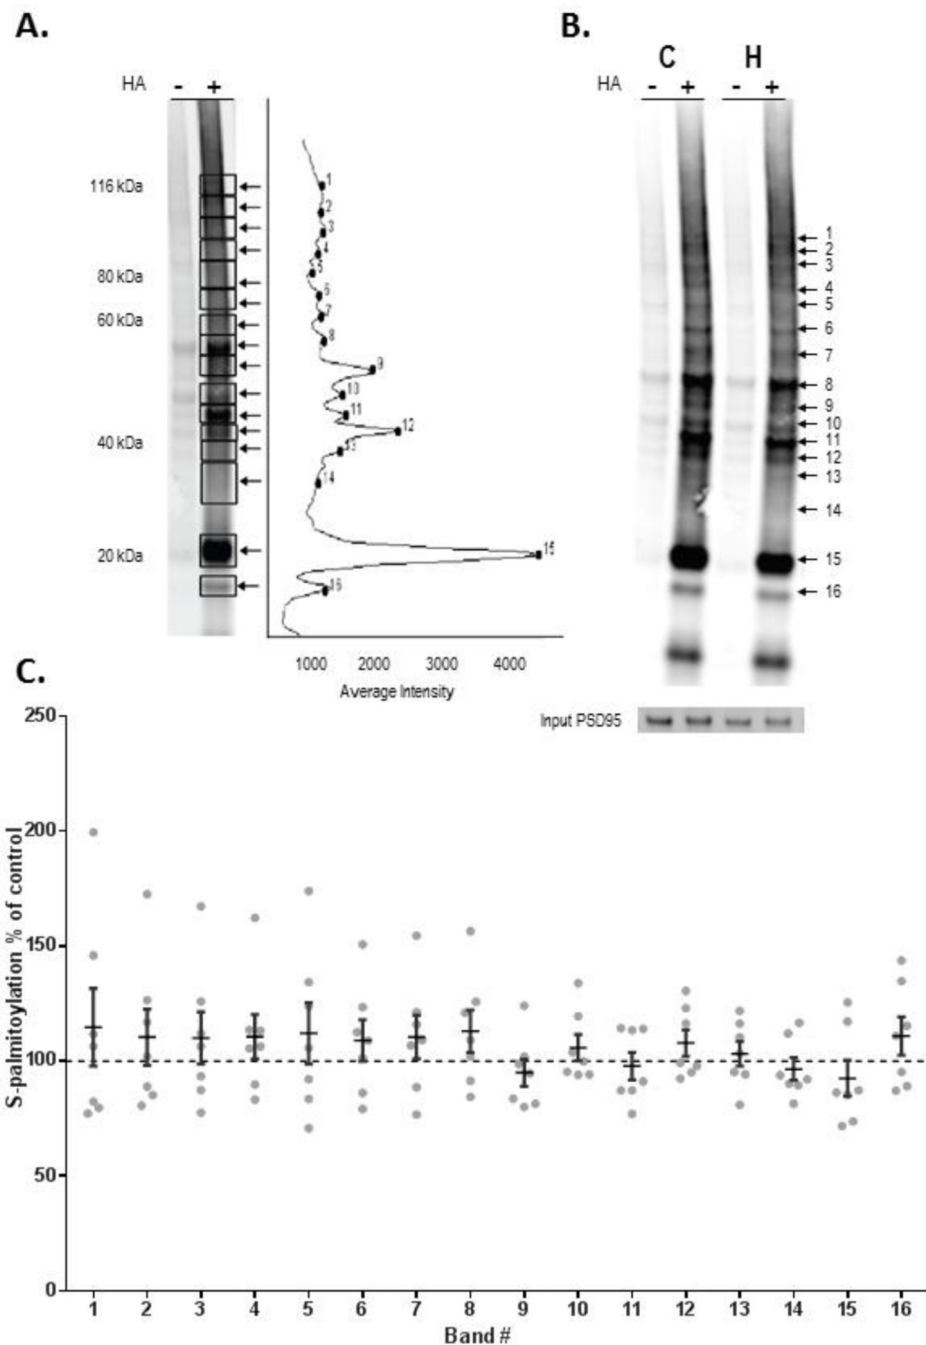 A.
HA - +
116 kDa
80 kDa
60 kDa
40 kDa
20 kDa
1
2
3
4
5
6
7
8
9
13
11
12
13
14
15
16
1000 2000 3000 4000
Average Intensity
B.
C H
HA - + - +
1
2
3
4
5
6
7
8
9
10
11
12
13
14
15
16
Input PSD95
C.
S-palmitoylation % of control
250
200
150
100
50
0
1 2 3 4 5 6 7 8 9 10 11 12 13 14 15 16
Band #